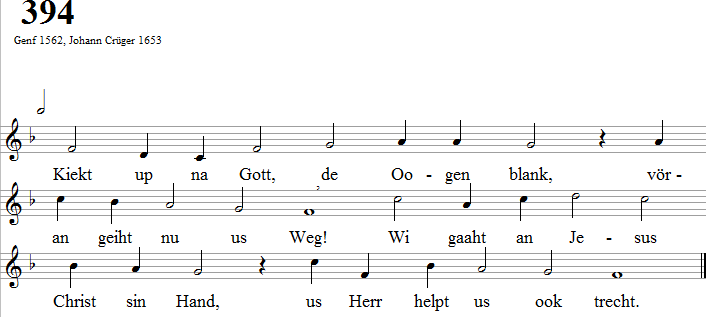 394
Genf 1562, Johann Crüger 1653
Kiekt up na Gott, de Oo - gen blank, vör -
an geiht nu us Weg! Wi gaaht an Je - sus
Christ sin Hand, us Herr helpt us ook trecht.